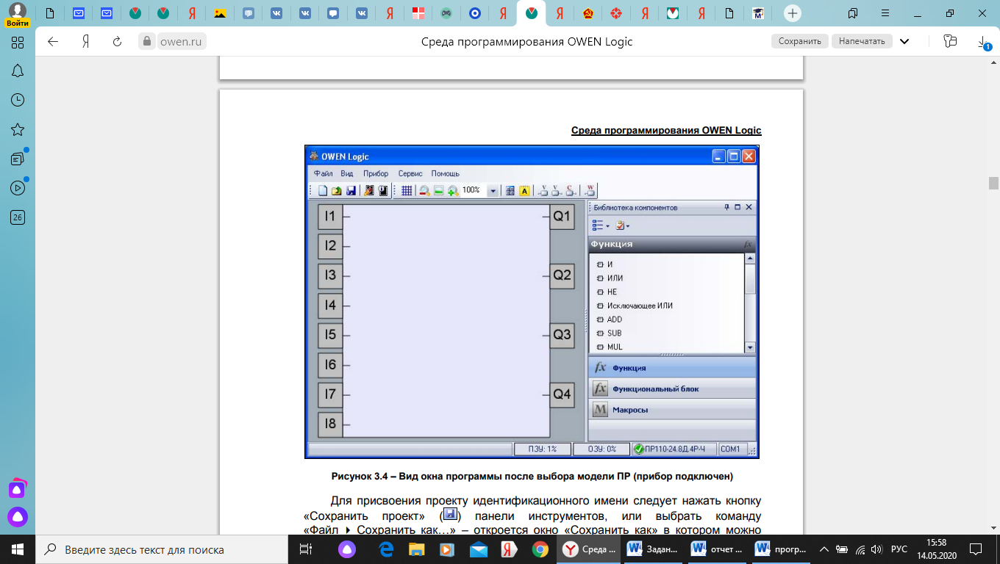 Войти
owen.ru
Среда программирования OWEN Logic
Сохранить
Напечатать
1
26
Среда программирования OWEN Logic
OWEN Logic
Файл Вид Прибор Сервис Помощь
100%
I1
I2
I3
I4
I5
I6
I7
I8
Q1
Q2
Q3
Q4
Библиотека компонентов
Функция
И
ИЛИ
НЕ
Исключающее ИЛИ
ADD
SUB
MUL
fx Функция
fx Функциональный блок
M Макросы
ПЗУ: 1%
ОЗУ: 0%
ПР110-24.8Д.4Р-Ч
COM1
Рисунок 3.4 – Вид окна программы после выбора модели ПР (прибор подключен)
Для присвоения проекту идентификационного имени следует нажать кнопку
«Сохранить проект» ( ) панели инструментов, или выбрать команду
«Файл Сохранить как…» – откроется окно «Сохранить как» в котором можно
Введите здесь текст для поиска
Среда ...
Задан...
отчет ...
прогр...
РУС
15:58
14.05.2020